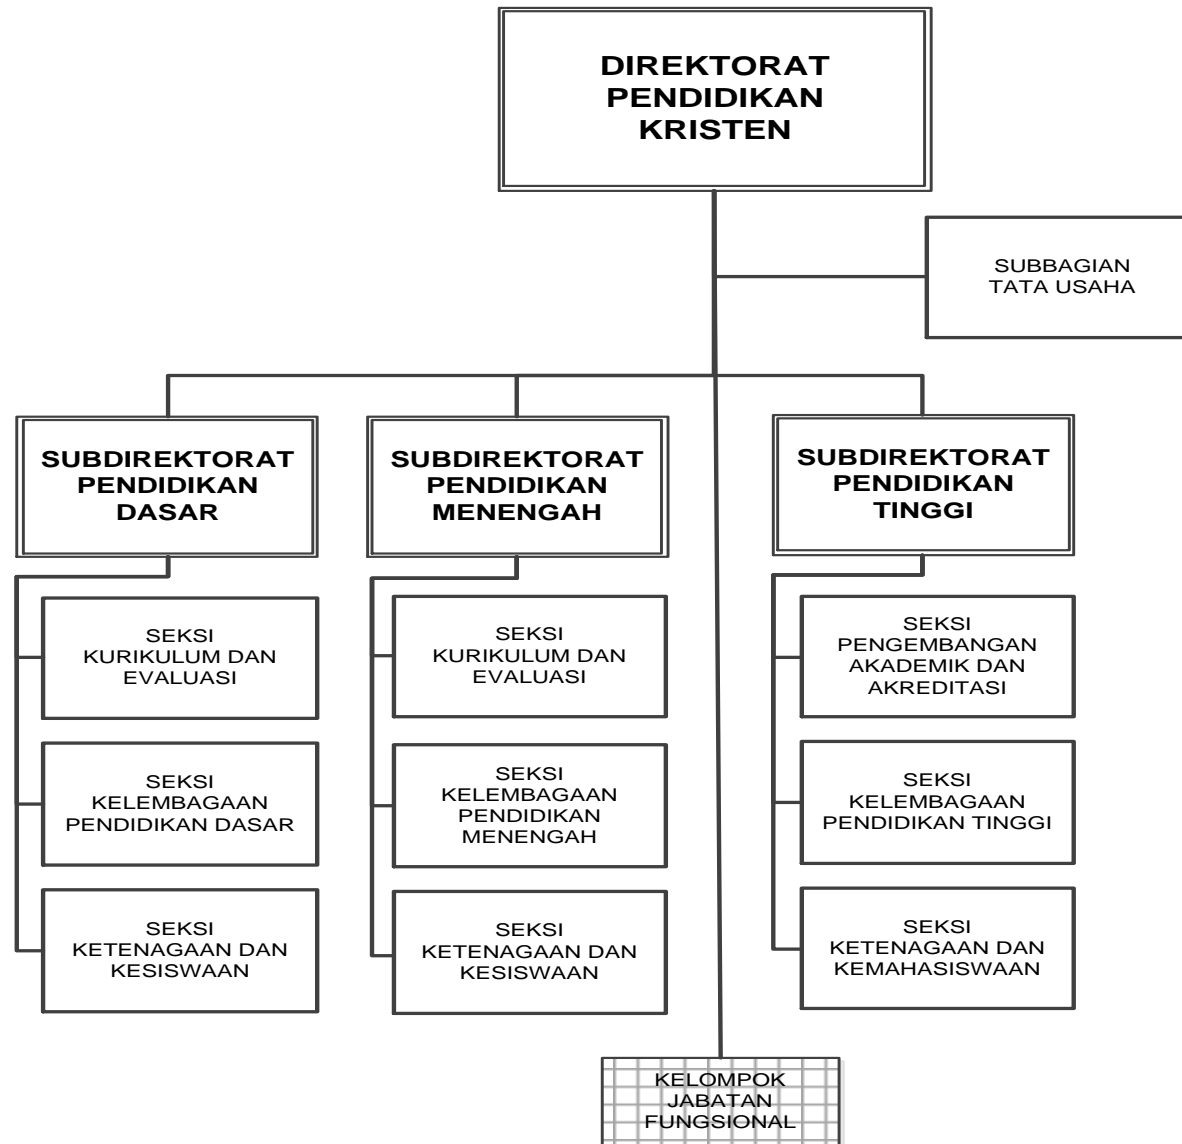 DIREKTORAT
PENDIDIKAN
KRISTEN
SUBBAGIAN
TATA USAHA
SUBDIREKTORAT
PENDIDIKAN
DASAR
SUBDIREKTORAT
PENDIDIKAN
MENENGAH
SUBDIREKTORAT
PENDIDIKAN
TINGGI
SEKSI
KURIKULUM DAN
EVALUASI
SEKSI
KURIKULUM DAN
EVALUASI
SEKSI
PENGEMBANGAN
AKADEMIK DAN
AKREDITASI
SEKSI
KELEMBAGAAN
PENDIDIKAN DASAR
SEKSI
KELEMBAGAAN
PENDIDIKAN
MENENGAH
SEKSI
KELEMBAGAAN
PENDIDIKAN TINGGI
SEKSI
KETENAGAAN DAN
KESISWAAN
SEKSI
KETENAGAAN DAN
KESISWAAN
SEKSI
KETENAGAAN DAN
KEMAHASISWAAN
KELOMPOK
JABATAN
FUNGSIONAL